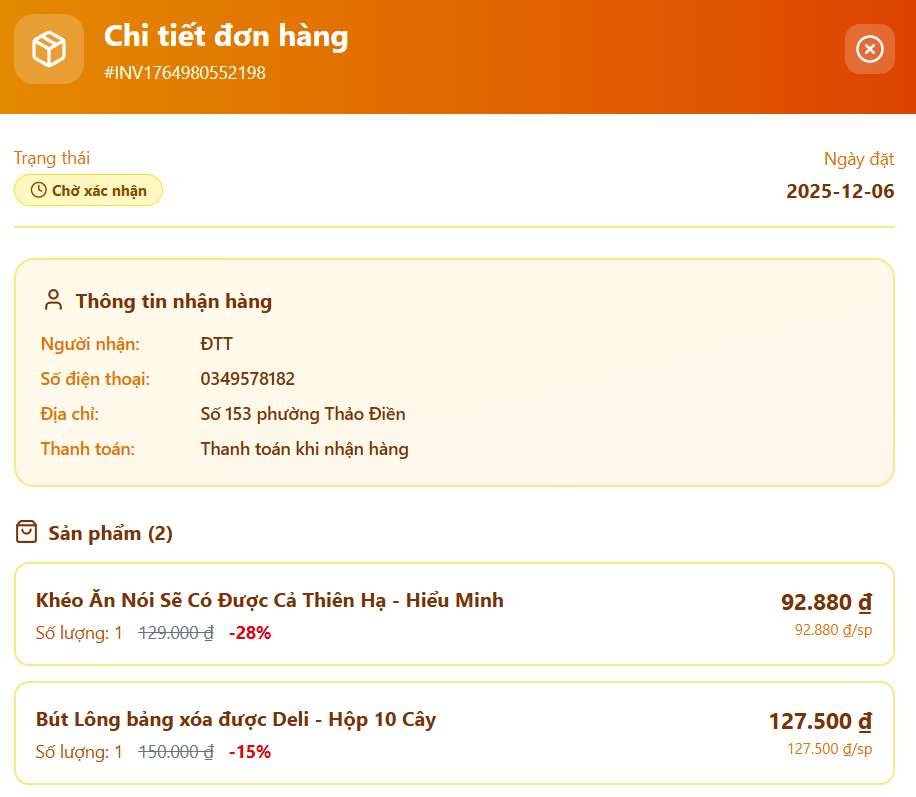 Chi tiết đơn hàng
#INV1764980552198
Trạng thái
Chờ xác nhận
Ngày đặt
2025-12-06
Thông tin nhận hàng
Người nhận: ĐTT
Số điện thoại: 0349578182
Địa chỉ: Số 153 phường Thảo Điền
Thanh toán: Thanh toán khi nhận hàng
Sản phẩm (2)
Khéo Ăn Nói Sẽ Có Được Cả Thiên Hạ - Hiểu Minh
Số lượng: 1 129.000 ₫ -28%
92.880 ₫
92.880 ₫/sp
Bút Lông bảng xóa được Deli - Hộp 10 Cây
Số lượng: 1 150.000 ₫ -15%
127.500 ₫
127.500 ₫/sp